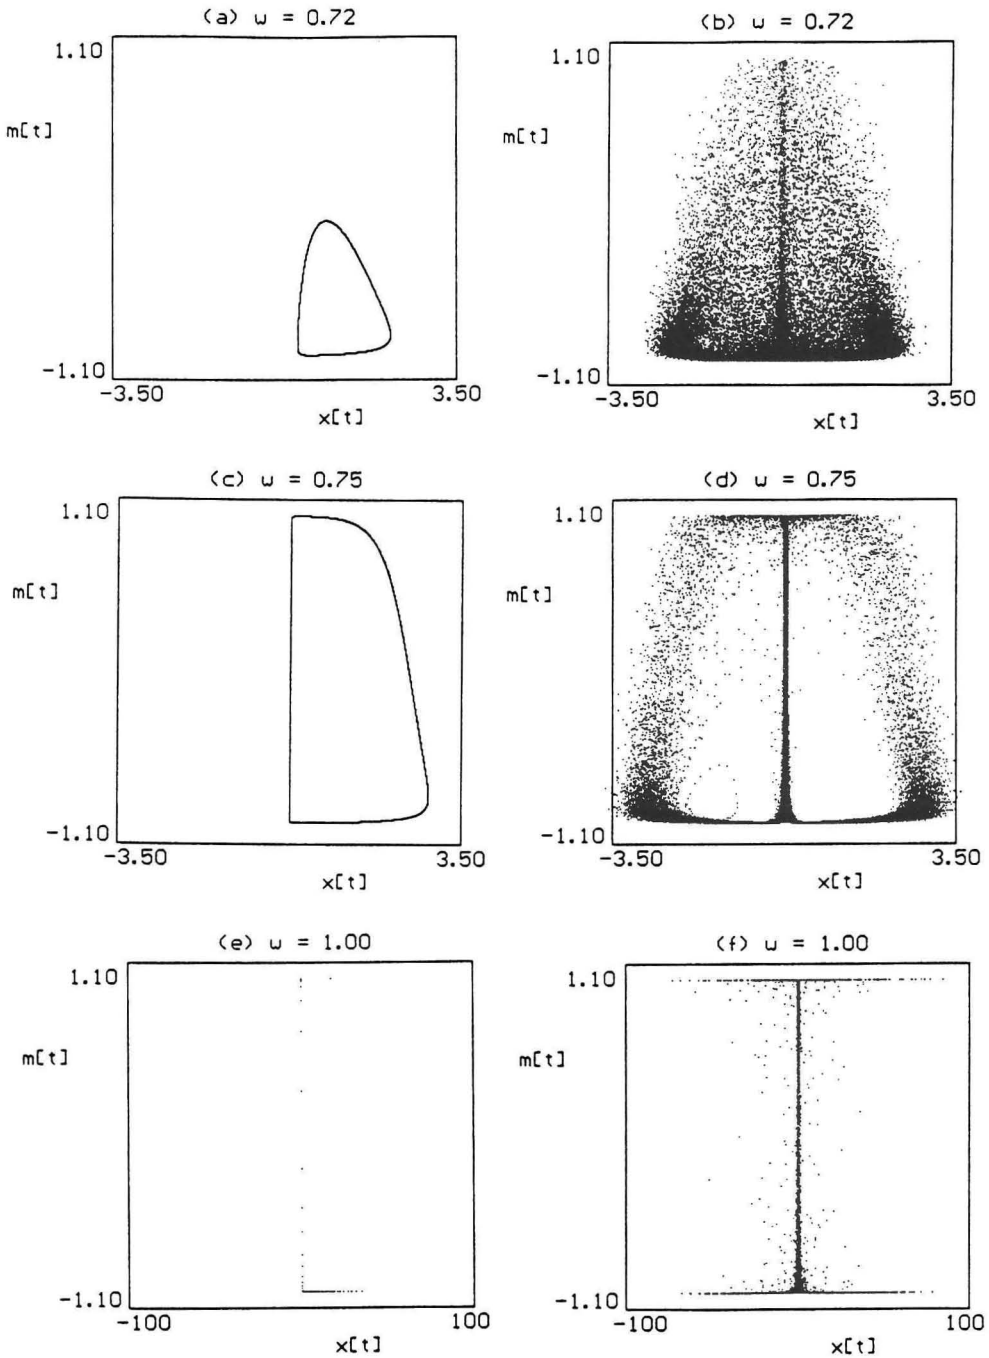 (a) w = 0.72
1.10
m[t]
-1.10
-3.50
3.50
x[t]
(b) w = 0.72
1.10
m[t]
-1.10
-3.50
3.50
x[t]
(c) w = 0.75
1.10
m[t]
-1.10
-3.50
3.50
x[t]
(d) w = 0.75
1.10
m[t]
-1.10
-3.50
3.50
x[t]
(e) w = 1.00
1.10
m[t]
-1.10
-100
100
x[t]
(f) w = 1.00
1.10
m[t]
-1.10
-100
100
x[t]